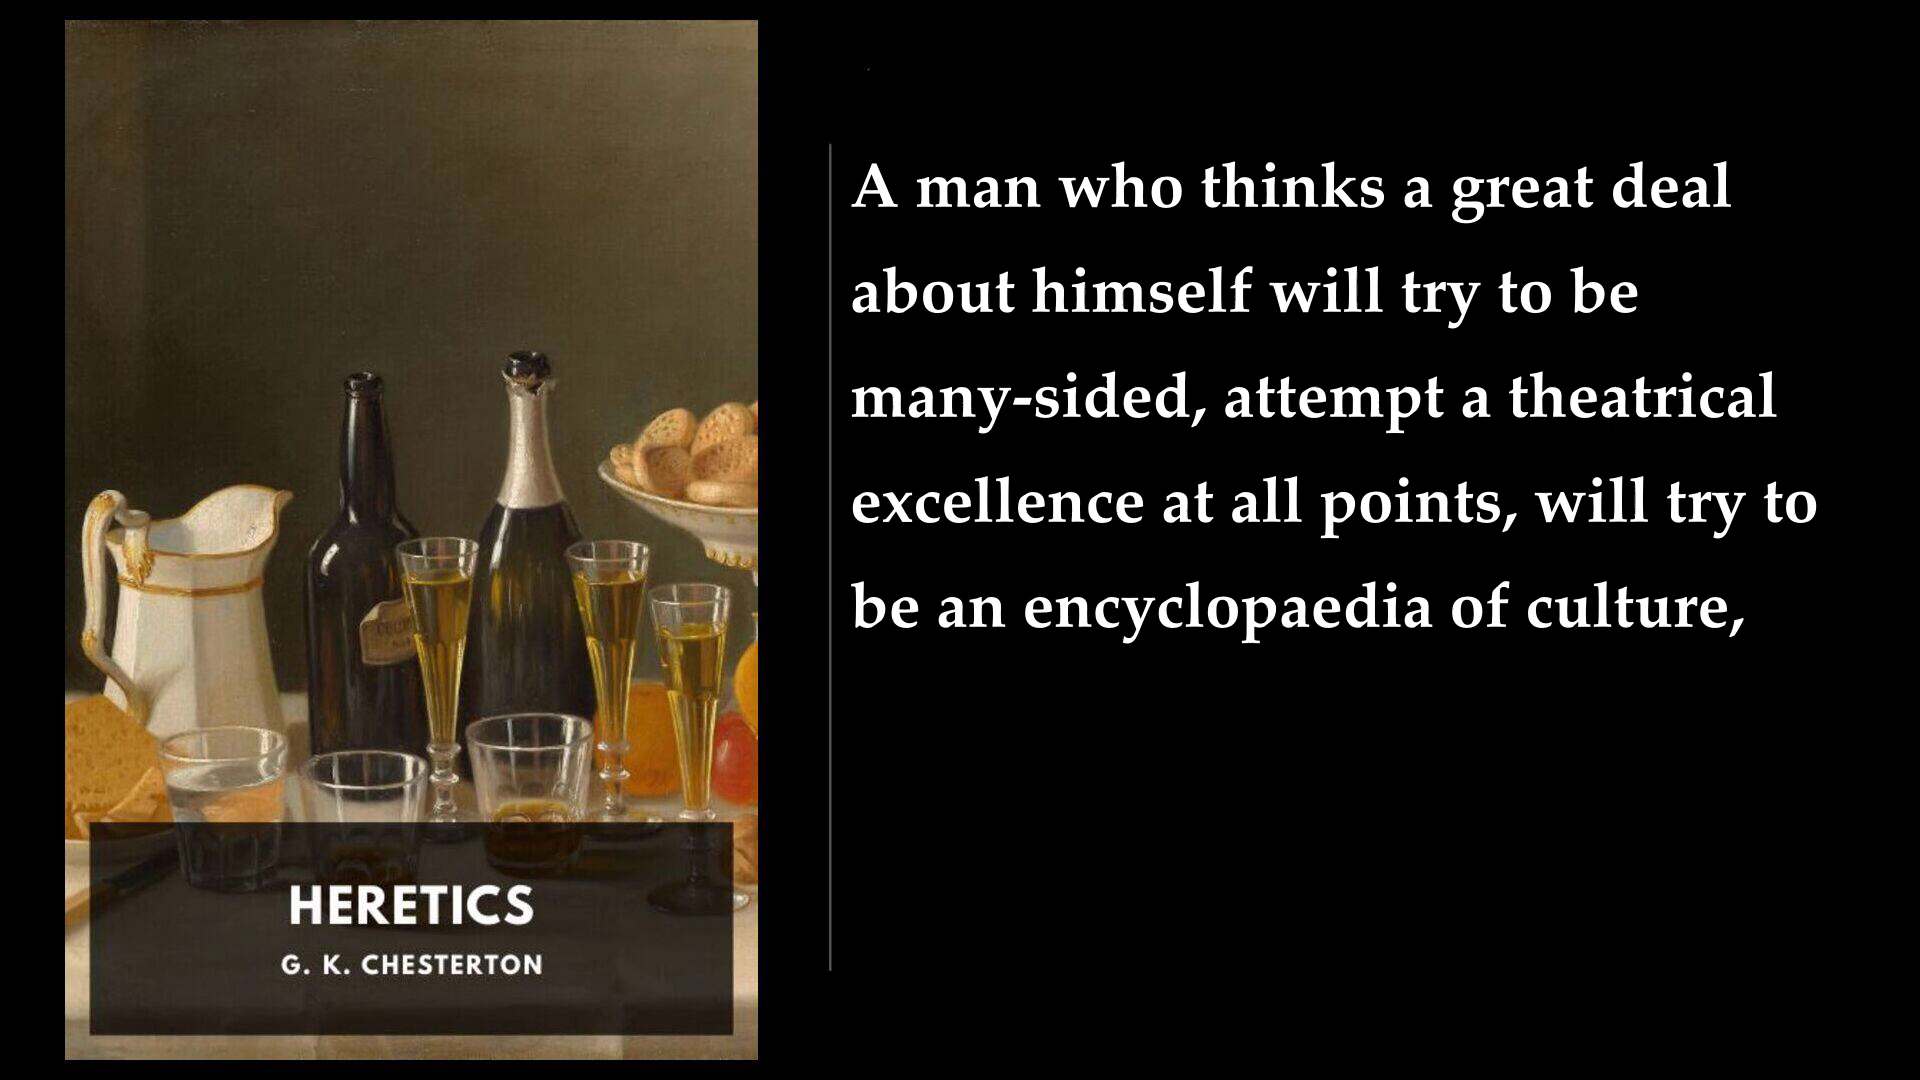 A man who thinks a great deal
about himself will try to be
many-sided, attempt a theatrical
excellence at all points, will try to
be an encyclopaedia of culture,
HERETICS
G. K. CHESTERTON